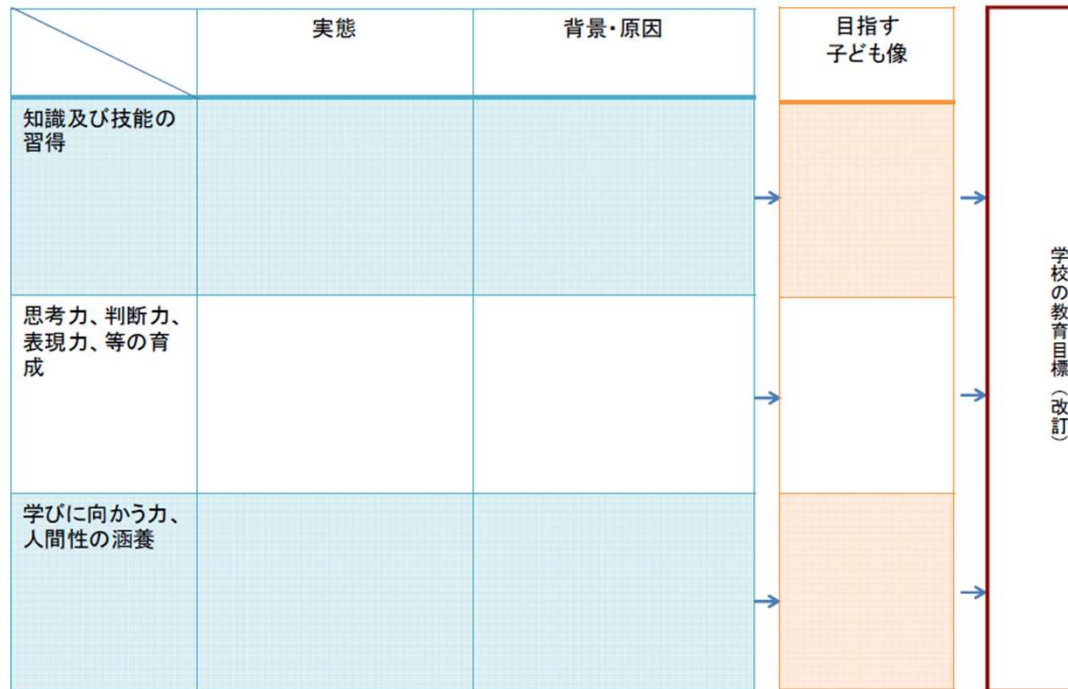 実態
背景・原因
目指す
子ども像
知識及び技能の
習得
思考力、判断力、
表現力、等の育
成
学びに向かう力、
人間性の涵養
学校の教育目標（改訂）